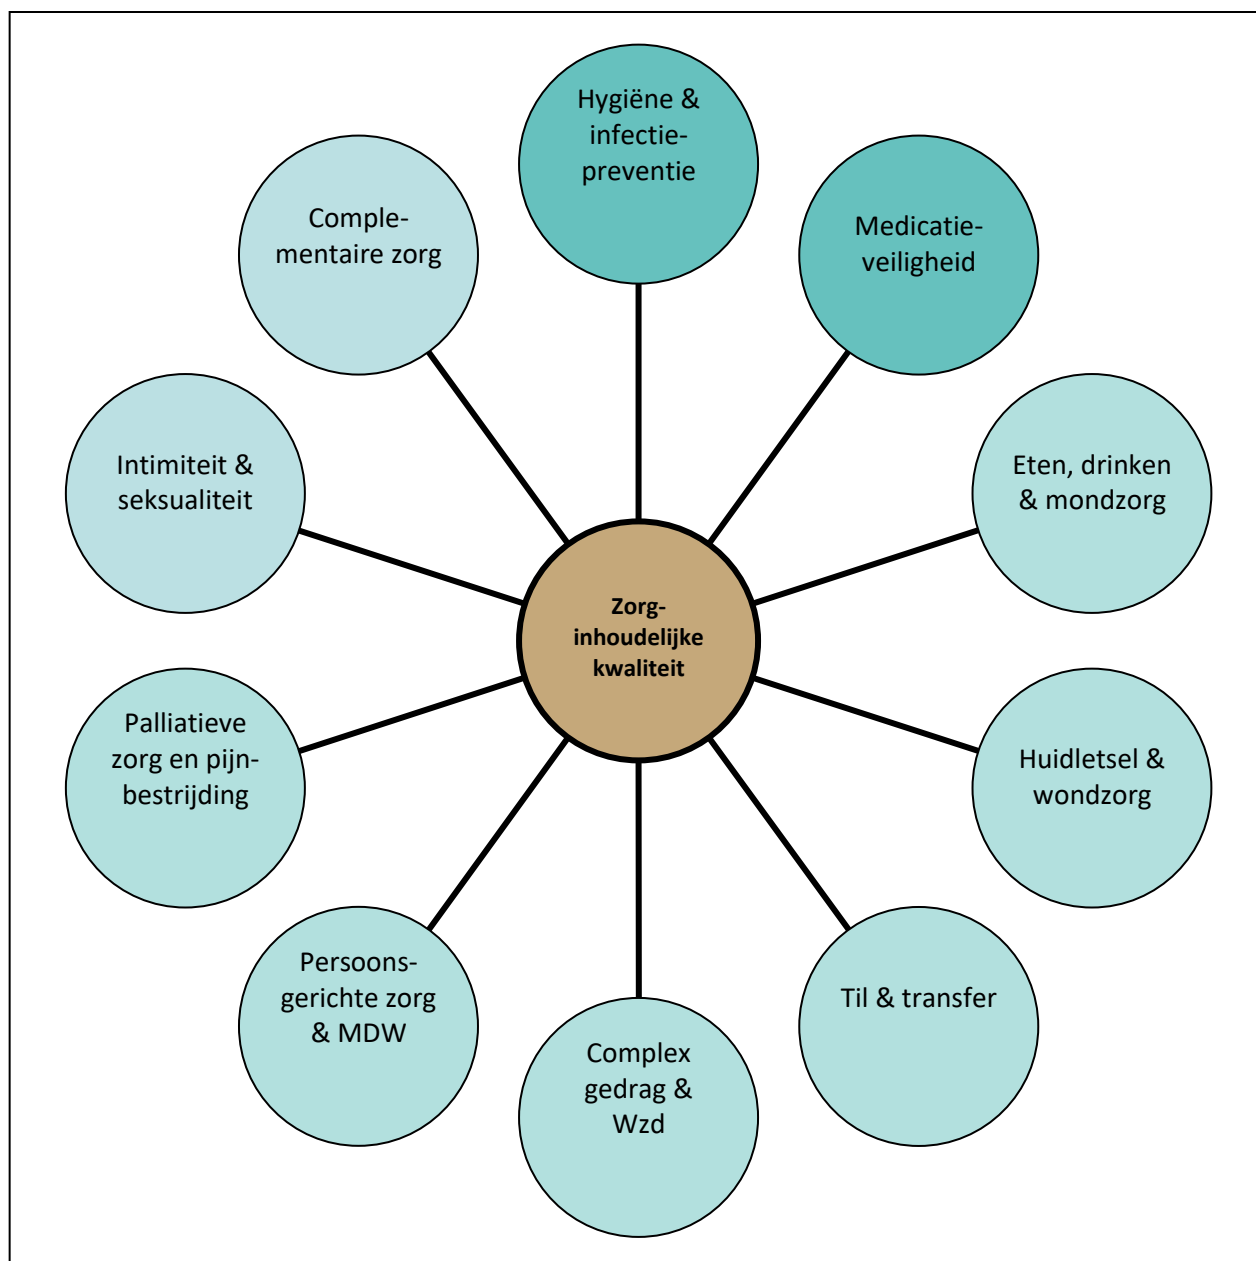 Hygiëne &
infectie-
preventie
Medicatie-
veiligheid
Eten, drinken
& mondzorg
Huidletsel &
wondzorg
Til & transfer
Complex
gedrag &
Wzd
Persoons-
gerichte zorg
& MDW
Palliatieve
zorg en pijn-
bestrijding
Intimiteit &
seksualiteit
Comple-
mentaire zorg
Zorg-
inhoudelijke
kwaliteit